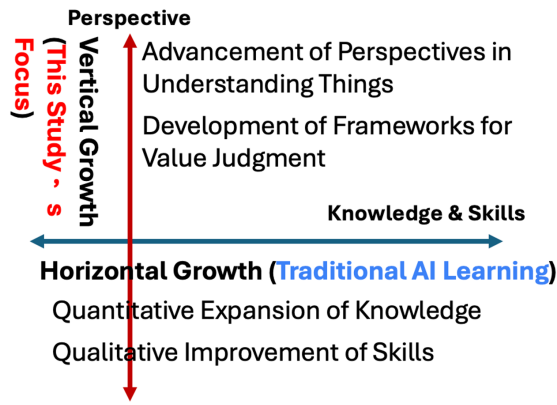 Perspective
Vertical Growth
(This Study's
Focus)
Advancement of Perspectives in
Understanding Things
Development of Frameworks for
Value Judgment
Knowledge & Skills
Horizontal Growth (Traditional AI Learning)
Quantitative Expansion of Knowledge
Qualitative Improvement of Skills